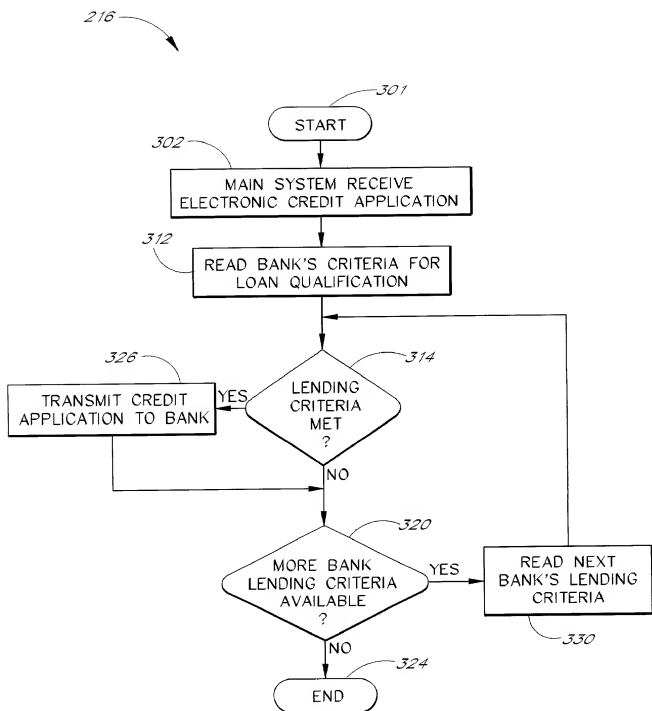 216
301
START
302
MAIN SYSTEM RECEIVE
ELECTRONIC CREDIT APPLICATION
312
READ BANK'S CRITERIA FOR
LOAN QUALIFICATION
314
LENDING
CRITERIA
MET
?
YES
326
TRANSMIT CREDIT
APPLICATION TO BANK
NO
320
MORE BANK
LENDING CRITERIA
AVAILABLE
?
YES
READ NEXT
BANK'S LENDING
CRITERIA
330
NO
324
END